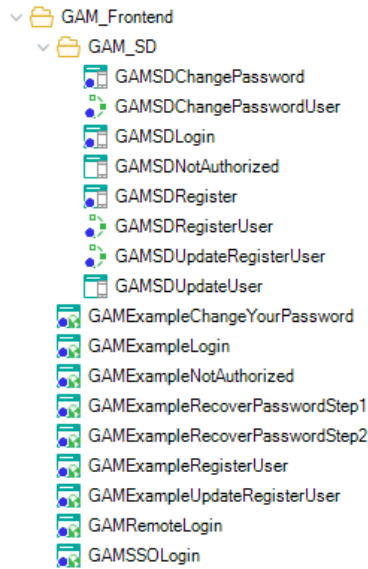 GAM_Frontend
GAM_SD
GAMSDChangePassword
GAMSDChangePasswordUser
GAMSDLogin
GAMSDNotAuthorized
GAMSDRegister
GAMSDRegisterUser
GAMSDUpdateRegisterUser
GAMSDUpdateUser
GAMExampleChangeYourPassword
GAMExampleLogin
GAMExampleNotAuthorized
GAMExampleRecoverPasswordStep1
GAMExampleRecoverPasswordStep2
GAMExampleRegisterUser
GAMExampleUpdateRegisterUser
GAMRemoteLogin
GAMSSOLogin